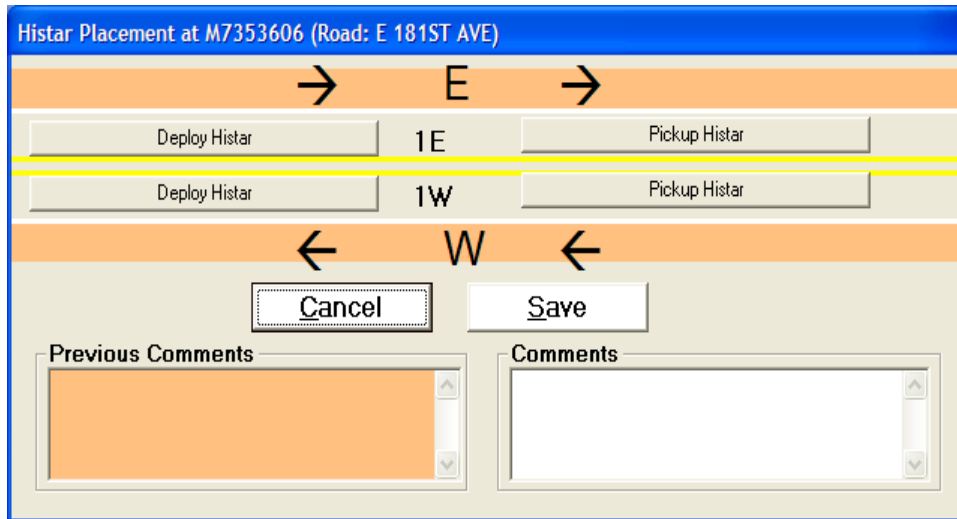 Histar Placement at M7353606 (Road: E 181ST AVE)
→ E →
Deploy Histar 1E Pickup Histar
Deploy Histar 1W Pickup Histar
← W ←
Cancel Save
Previous Comments Comments